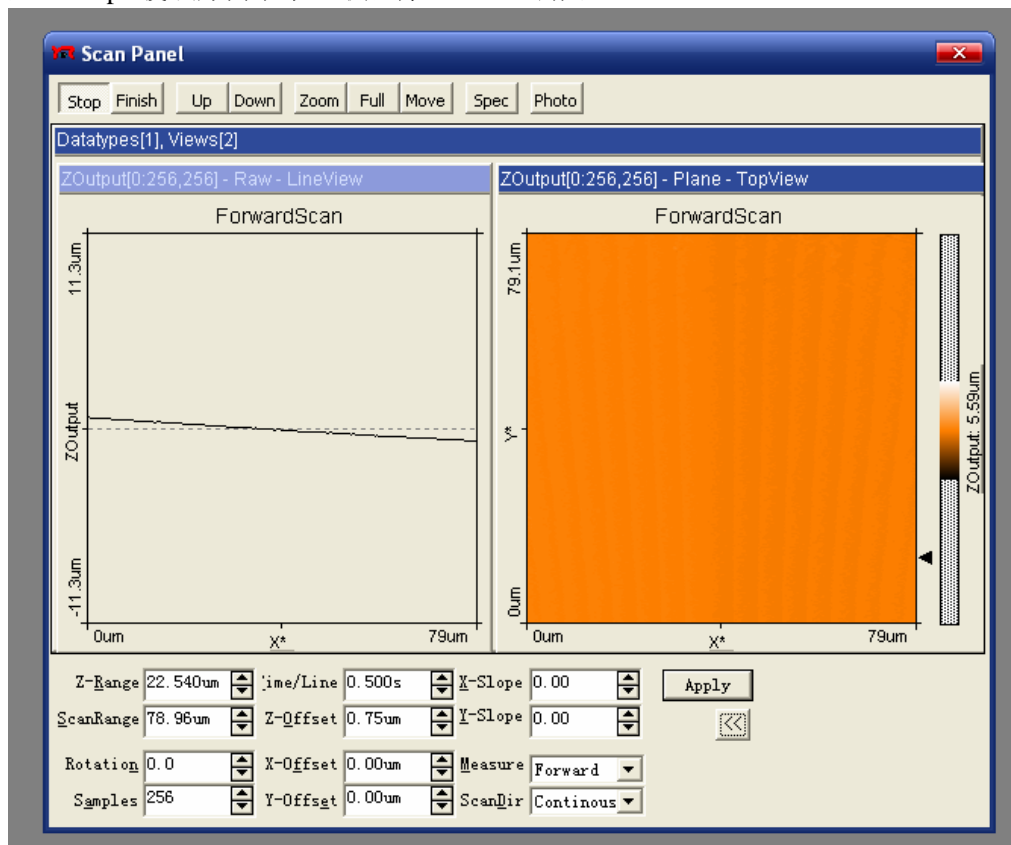 Scan Panel
Stop Finish Up Down Zoom Full Move Spec Photo
Datatypes[1], Views[2]
ZOutput[0:256,256] - Raw - LineView
ZOutput[0:256,256] - Plane - TopView
ForwardScan
11.3um
ZOutput
-11.3um
0um X* 79um
ForwardScan
79.1um
Y*
0um
0um X* 79um
ZOutput: 5.59um
Z-Range 22.540um ime/Line 0.500s X-Slope 0.00 Apply
ScanRange 78.96um Z-Offset 0.75um Y-Slope 0.00 <<
Rotation 0.0 X-Offset 0.00um Measure Forward
Samples 256 Y-Offset 0.00um ScanDir Continous